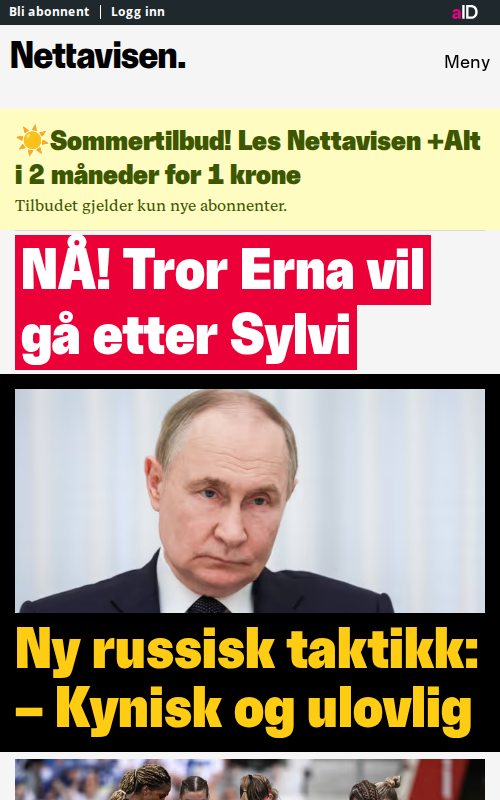 Bli abonnent
Logg inn
aID
Nettavisen.
Meny
☀️Sommertilbud! Les Nettavisen +Alt
i 2 måneder for 1 krone
Tilbudet gjelder kun nye abonnenter.
NÅ! Tror Erna vil
gå etter Sylvi
Ny russisk taktikk:
– Kynisk og ulovlig